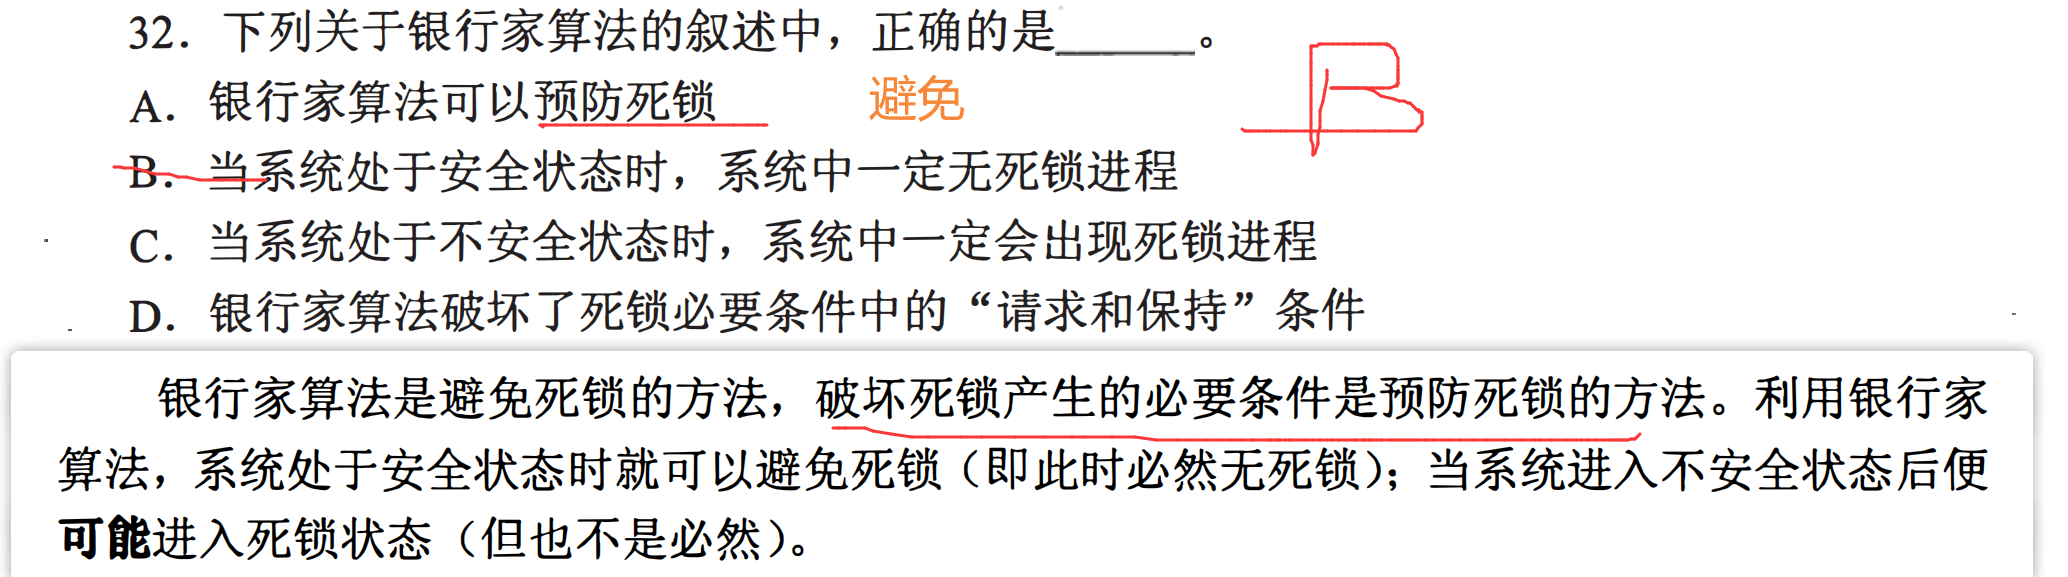 32. 下列关于银行家算法的叙述中，正确的是______。
A. 银行家算法可以预防死锁 避免
B
B. 当系统处于安全状态时，系统中一定无死锁进程
C. 当系统处于不安全状态时，系统中一定会出现死锁进程
D. 银行家算法破坏了死锁必要条件中的“请求和保持”条件
银行家算法是避免死锁的方法，破坏死锁产生的必要条件是预防死锁的方法。利用银行家
算法，系统处于安全状态时就可以避免死锁（即此时必然无死锁）；当系统进入不安全状态后便
可能进入死锁状态（但也不是必然）。